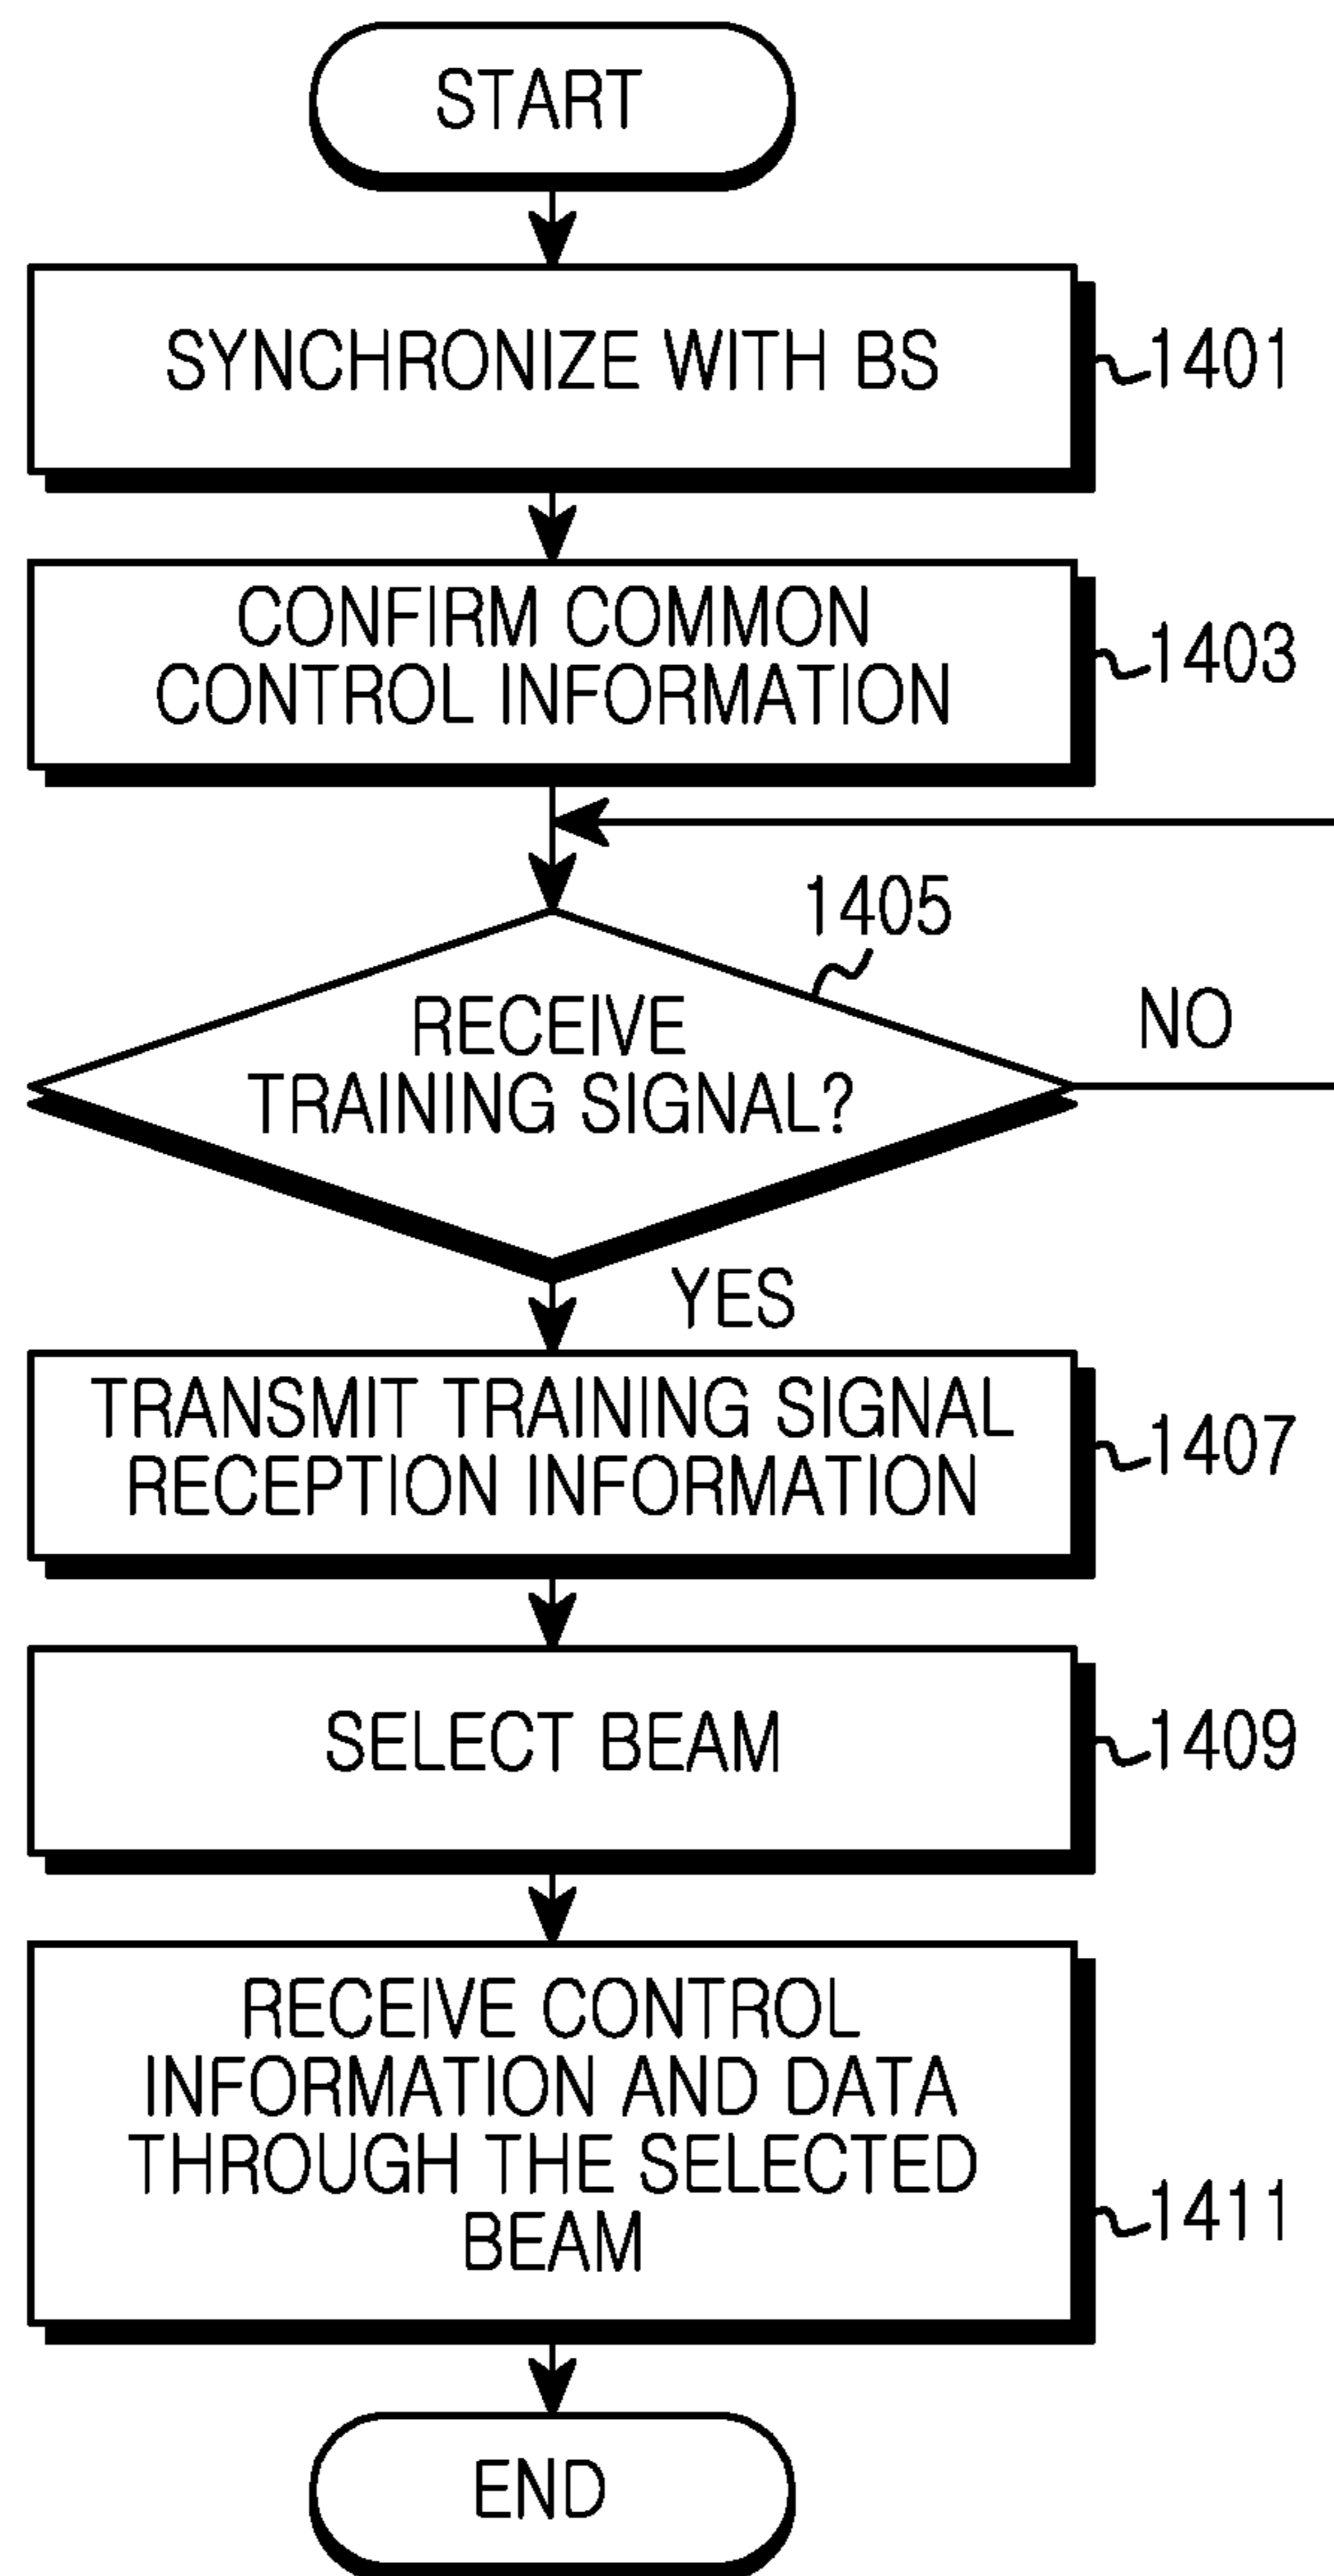 START
SYNCHRONIZE WITH BS
1401
CONFIRM COMMON
CONTROL INFORMATION
1403
1405
RECEIVE
TRAINING SIGNAL?
NO
YES
TRANSMIT TRAINING SIGNAL
RECEPTION INFORMATION
1407
SELECT BEAM
1409
RECEIVE CONTROL
INFORMATION AND DATA
THROUGH THE SELECTED
BEAM
1411
END